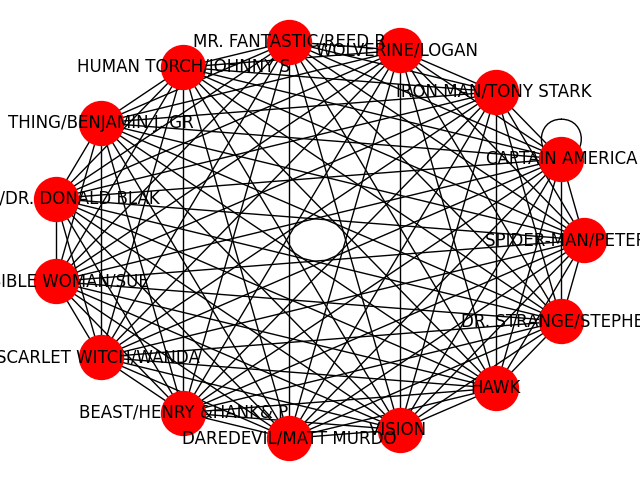 MR. FANTASTIC/REED R
WOLVERINE/LOGAN
HUMAN TORCH/JOHNNY S
IRON MAN/TONY STARK
THING/BENJAMIN J. GR
CAPTAIN AMERICA
/DR. DONALD BLAK
SPIDER-MAN/PETER
IBLE WOMAN/SUE
DR. STRANGE/STEPHE
SCARLET WITCH/WANDA
HAWK
BEAST/HENRY &HANK& P
VISION
DAREDEVIL/MATT MURDO